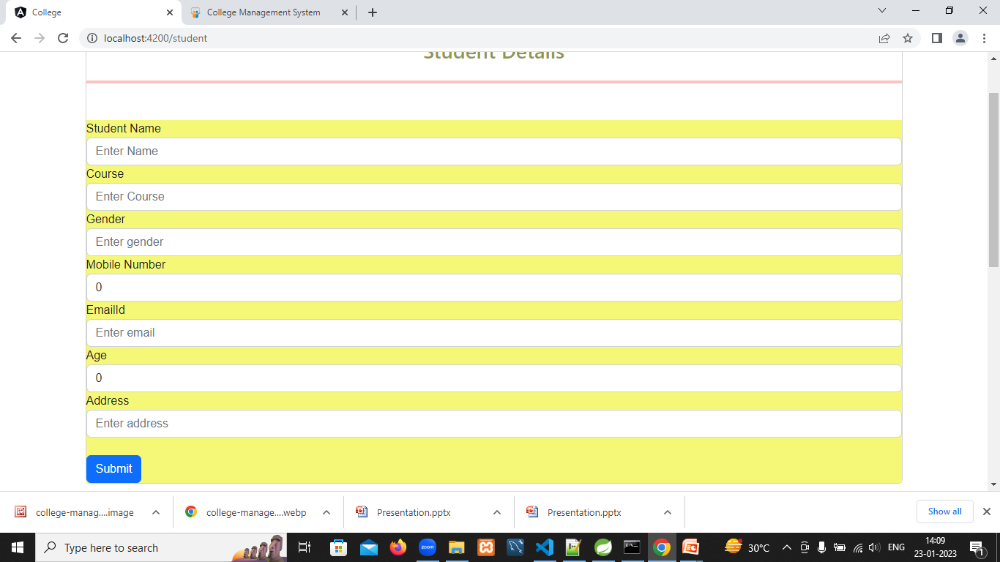 College
College Management System
localhost:4200/student
Student Details
Student Name
Enter Name
Course
Enter Course
Gender
Enter gender
Mobile Number
0
EmailId
Enter email
Age
0
Address
Enter address
Submit
college-manag....image
college-manage....webp
Presentation.pptx
Presentation.pptx
Show all
Type here to search
zoom
30°C
ENG
14:09
23-01-2023
1